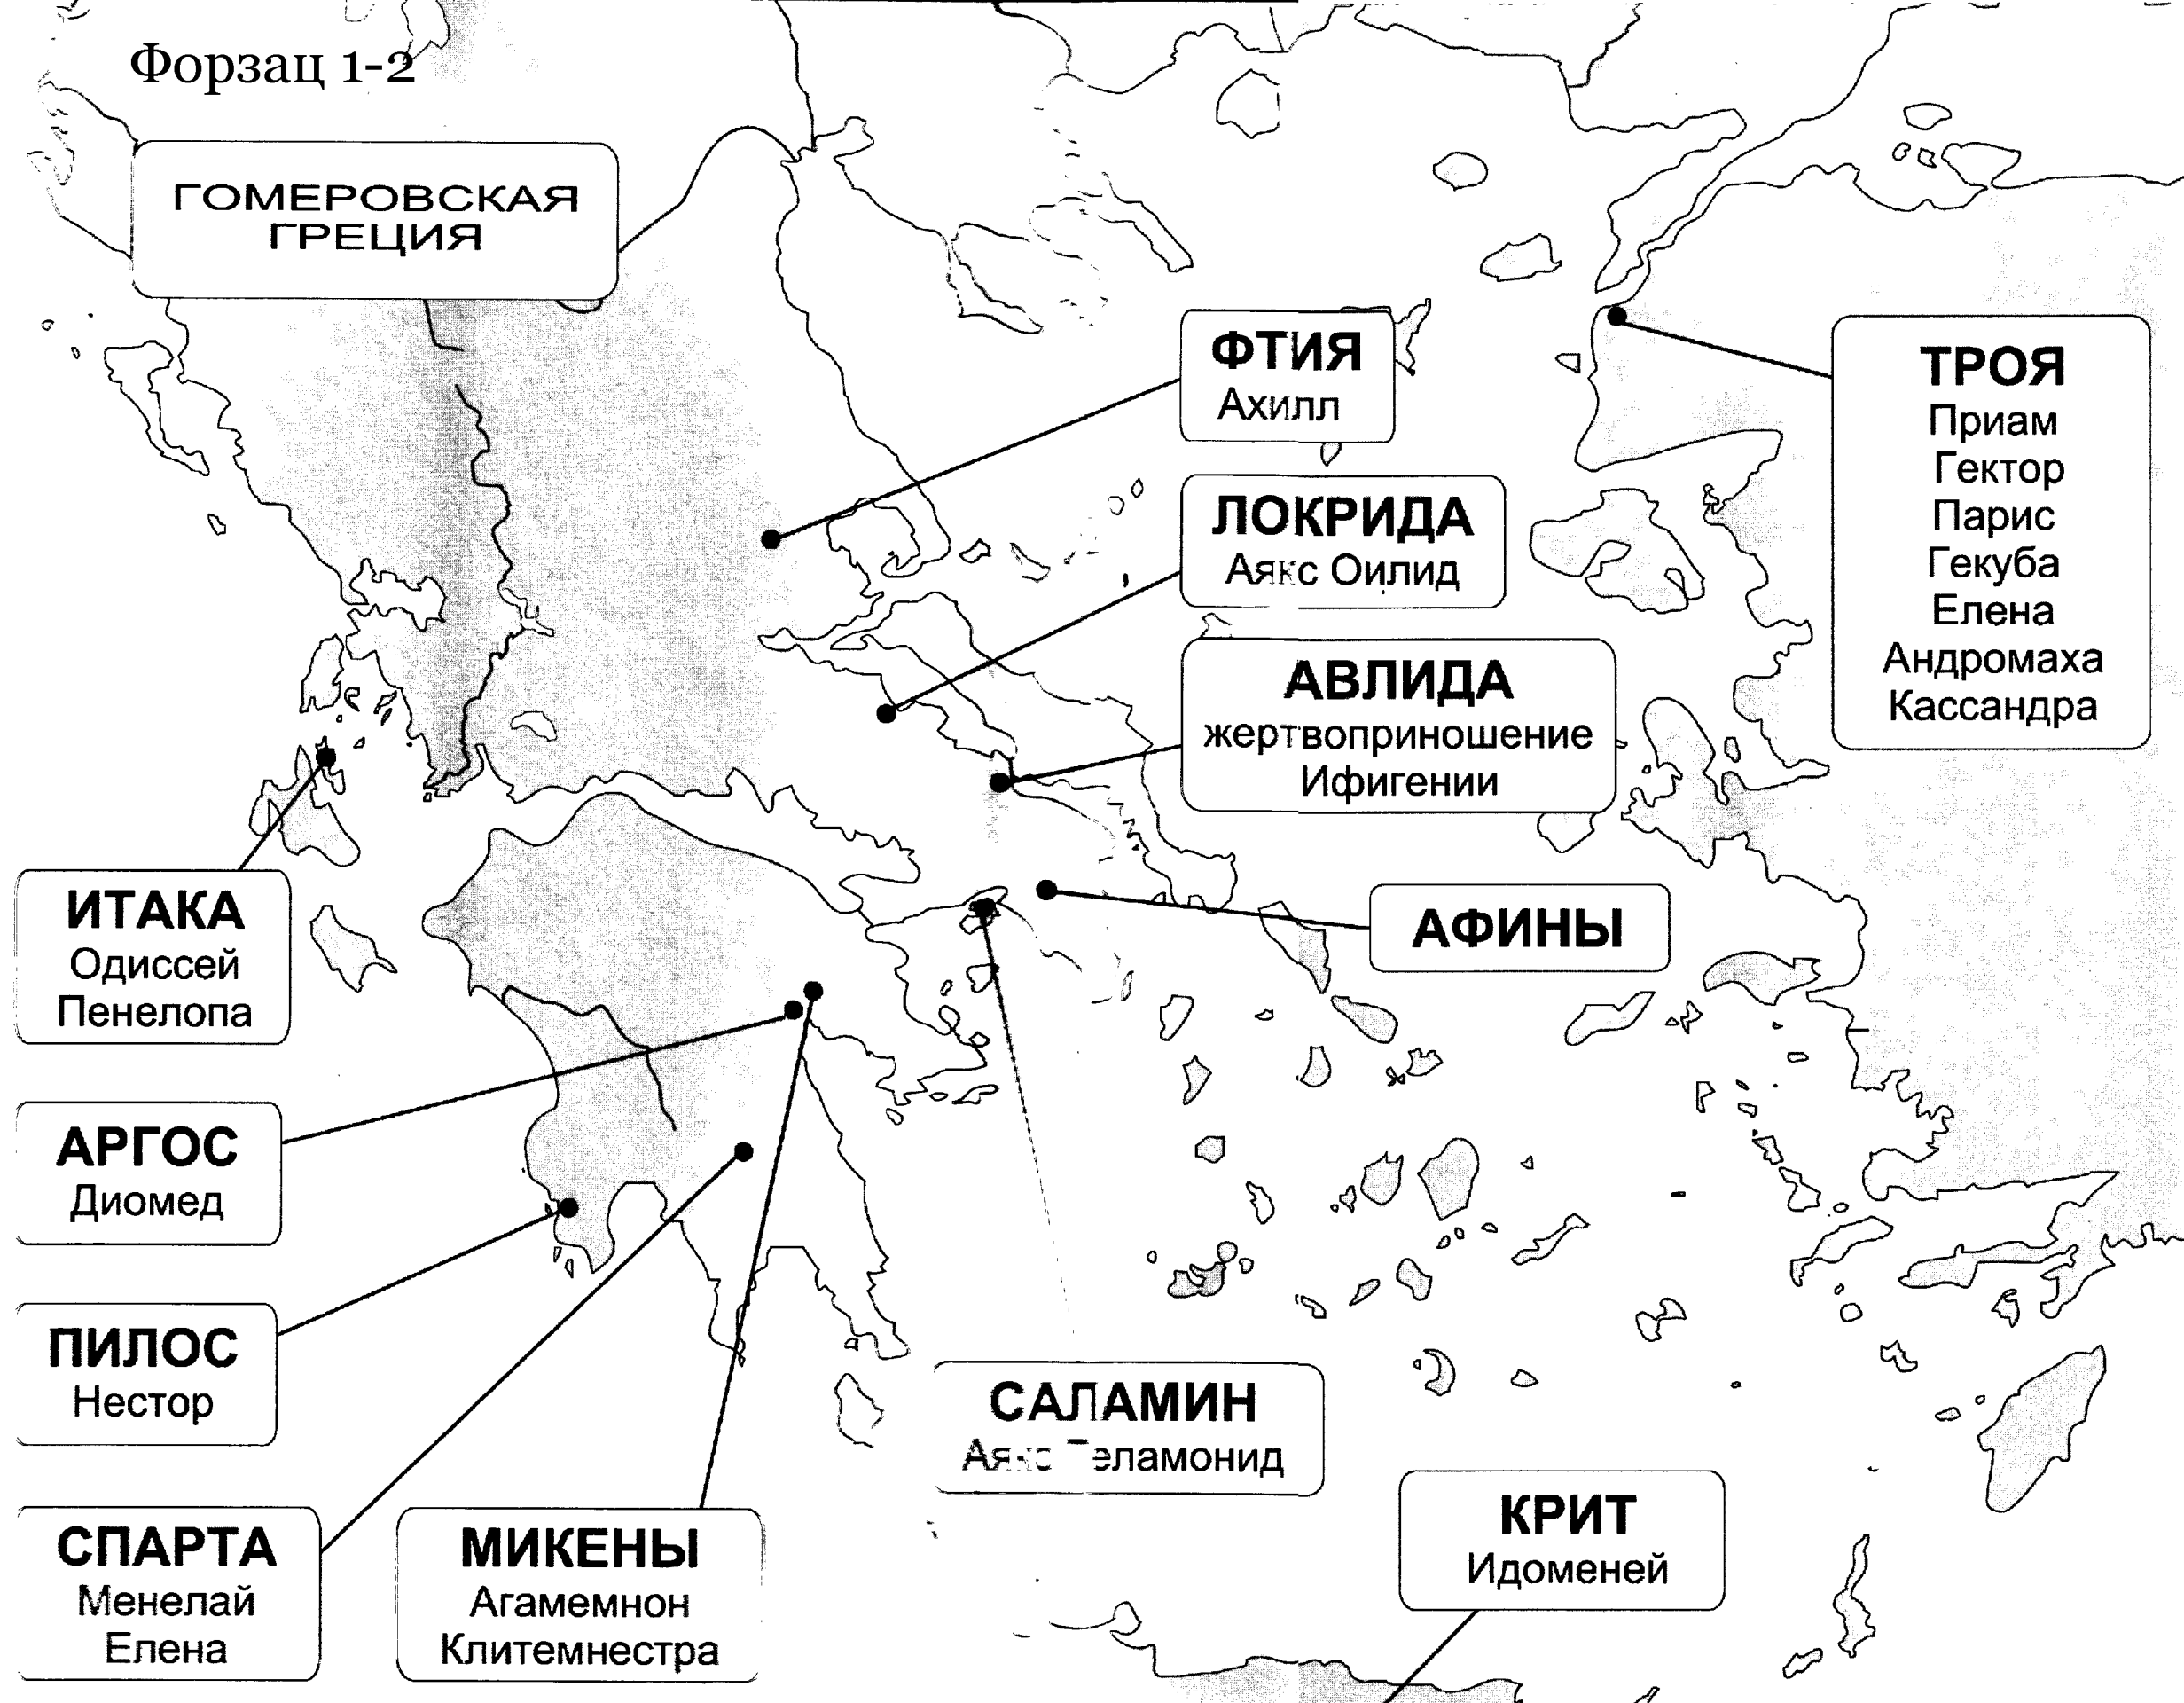 Форзац 1-2
ГОМЕРОВСКАЯ
ГРЕЦИЯ
ФТИЯ
Ахилл
ТРОЯ
Приам
Гектор
Парис
Гекуба
Елена
Андромаха
Кассандра
ЛОКРИДА
Аякс Оилид
АВЛИДА
жертвоприношение
Ифигении
ИТАКА
Одиссей
Пенелопа
АФИНЫ
АРГОС
Диомед
ПИЛОС
Нестор
САЛАМИН
Аякс Теламонид
КРИТ
Идоменей
СПАРТА
Менелай
Елена
МИКЕНЫ
Агамемнон
Клитемнестра